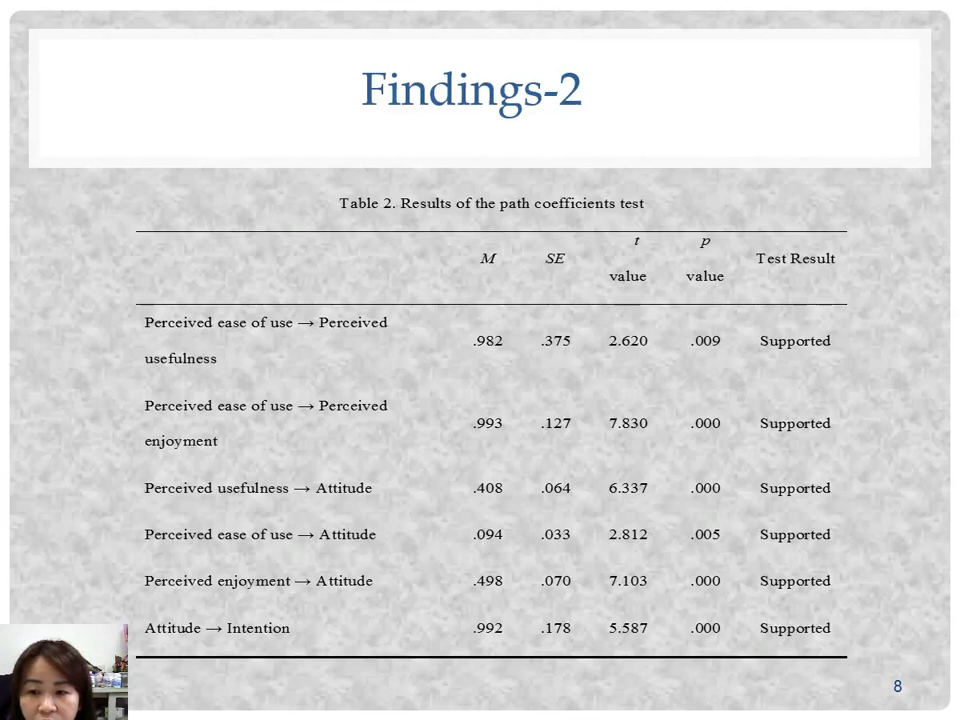 Findings-2
Table 2. Results of the path coefficients test
M SE t value p value Test Result
Perceived ease of use → Perceived usefulness .982 .375 2.620 .009 Supported
Perceived ease of use → Perceived enjoyment .993 .127 7.830 .000 Supported
Perceived usefulness → Attitude .408 .064 6.337 .000 Supported
Perceived ease of use → Attitude .094 .033 2.812 .005 Supported
Perceived enjoyment → Attitude .498 .070 7.103 .000 Supported
Attitude → Intention .992 .178 5.587 .000 Supported
8